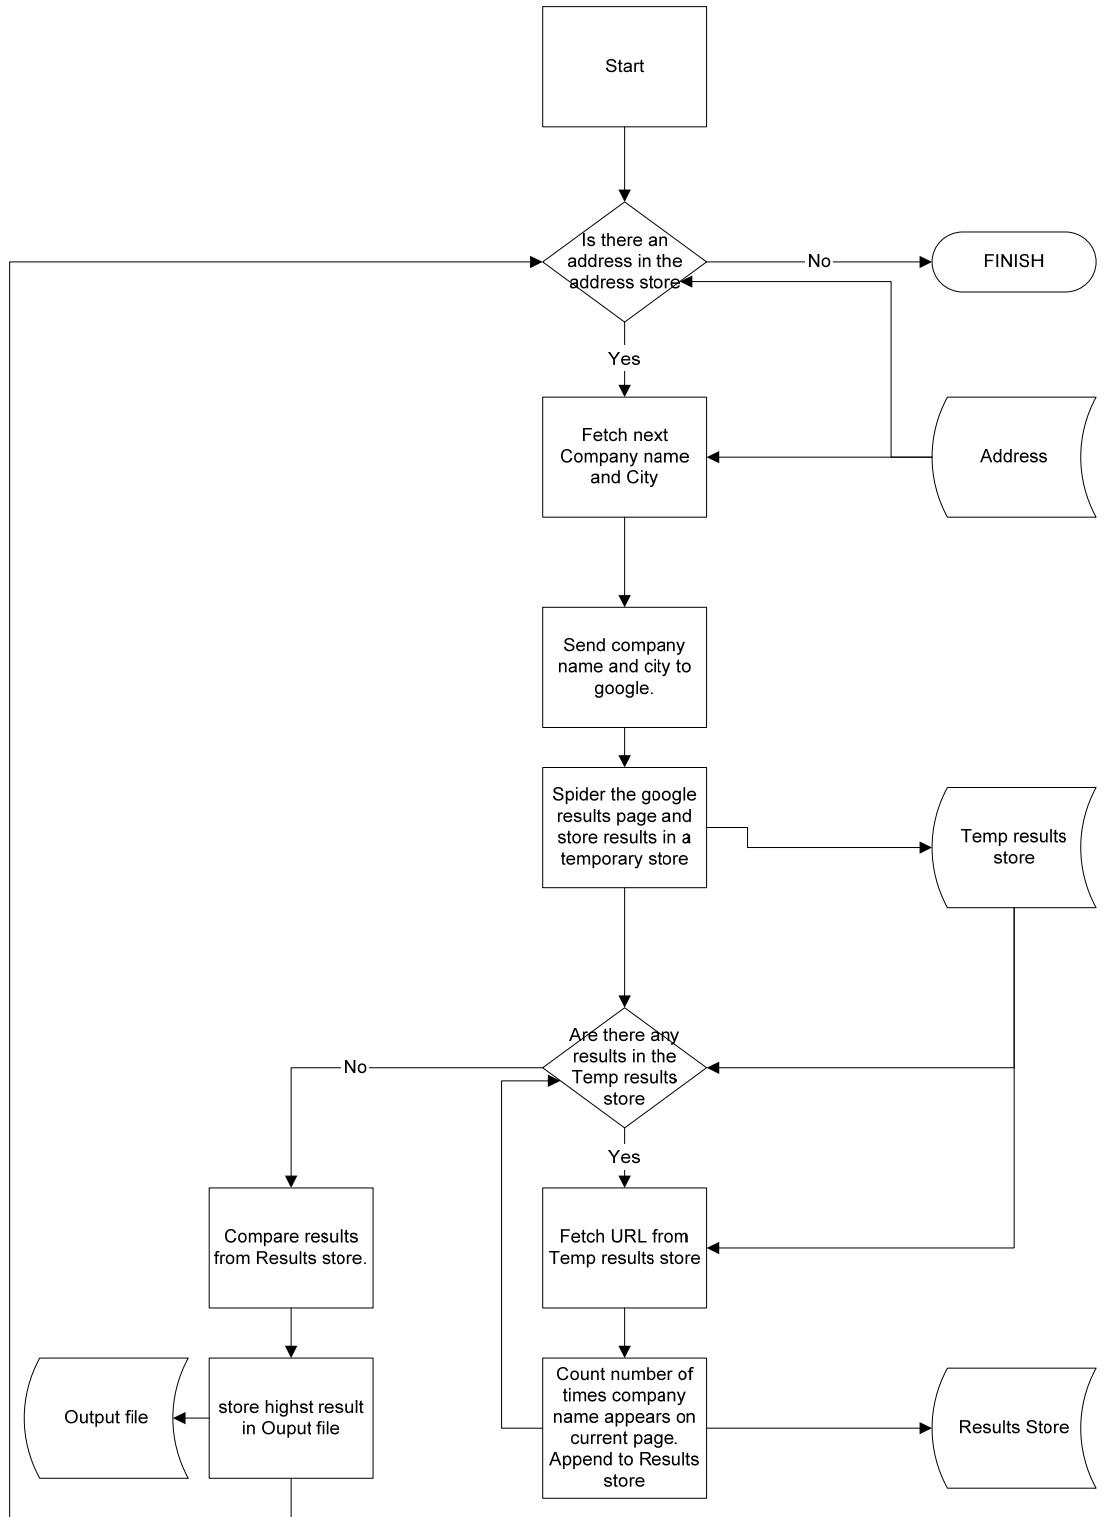 Start
Is there an
address in the
address store
No
FINISH
Yes
Fetch next
Company name
and City
Address
Send company
name and city to
google.
Spider the google
results page and
store results in a
temporary store
Temp results
store
Are there any
results in the
Temp results
store
No
Yes
Compare results
from Results store.
Fetch URL from
Temp results store
Output file
store highst result
in Ouput file
Count number of
times company
name appears on
current page.
Append to Results
store
Results Store